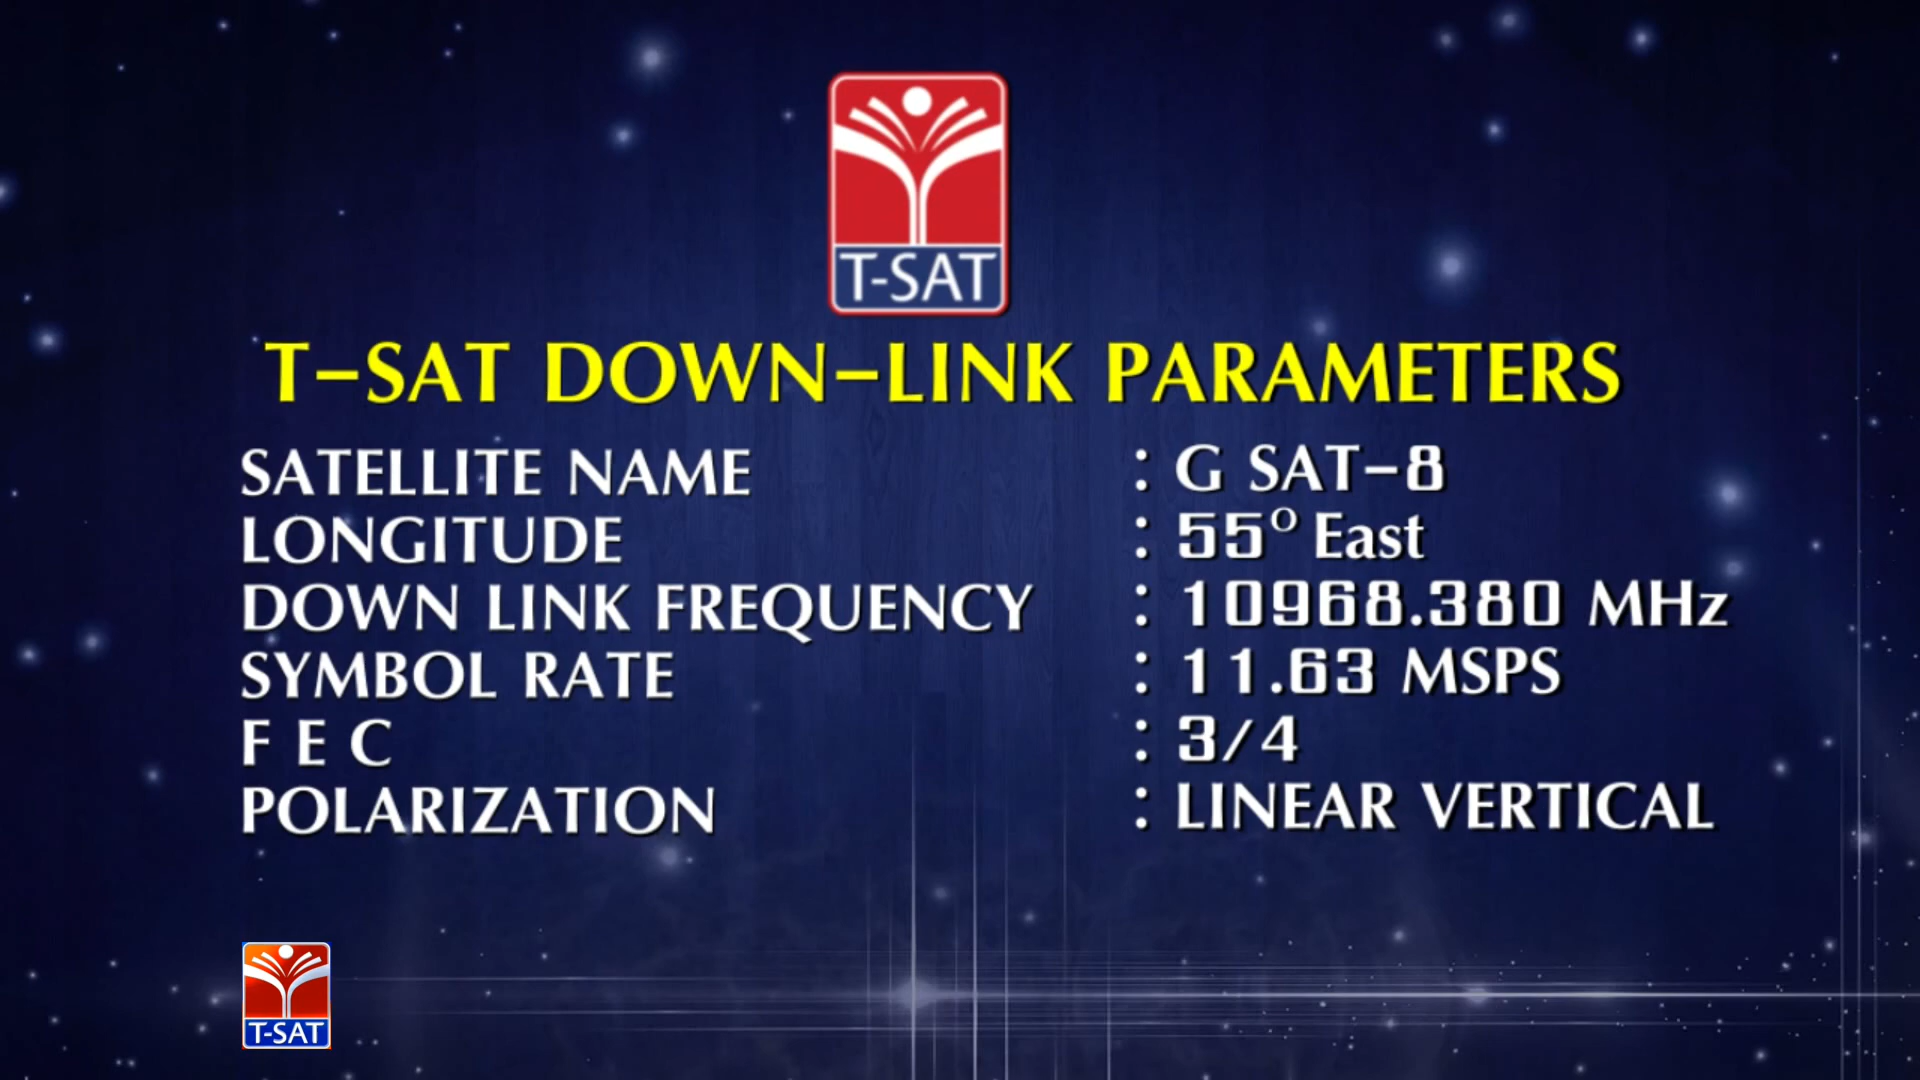 T-SAT
T-SAT DOWN-LINK PARAMETERS
SATELLITE NAME : G SAT-8
LONGITUDE : 55° East
DOWN LINK FREQUENCY : 10968.380 MHz
SYMBOL RATE : 11.63 MSPS
F E C : 3/4
POLARIZATION : LINEAR VERTICAL
T-SAT